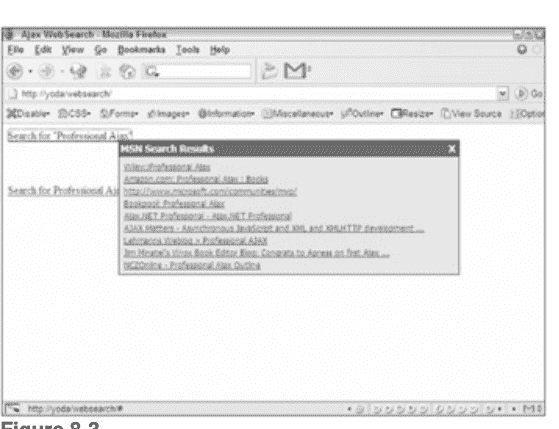 Ajax WebSearch - Mozilla Firefox
File Edit View Go Bookmarks Tools Help
G
M
http://yoda/websearch/ Go
Disable CSS Forms Images Information Miscellaneous Outline Resize View Source Option
Search for "Professional Ajax"
MSN Search Results X
Wiley::Professional Ajax
Amazon.com: Professional Ajax : Books
http://www.microsoft.com/communities/mvp/
Search for Professional Aja
Bookpool: Professional Ajax
Ajax.NET Professional - Ajax.NET Professional
AJAX Matters - Asynchronous JavaScript and XML and XMLHTTP development ...
Lehmanns Weblog » Professional AJAX
Jim Minatel's Wrox Book Editor Blog: Congrats to Apress on first Ajax ...
NCZOnline - Professional Ajax Outline
http://yoda/websearch/#
Figure 8-3